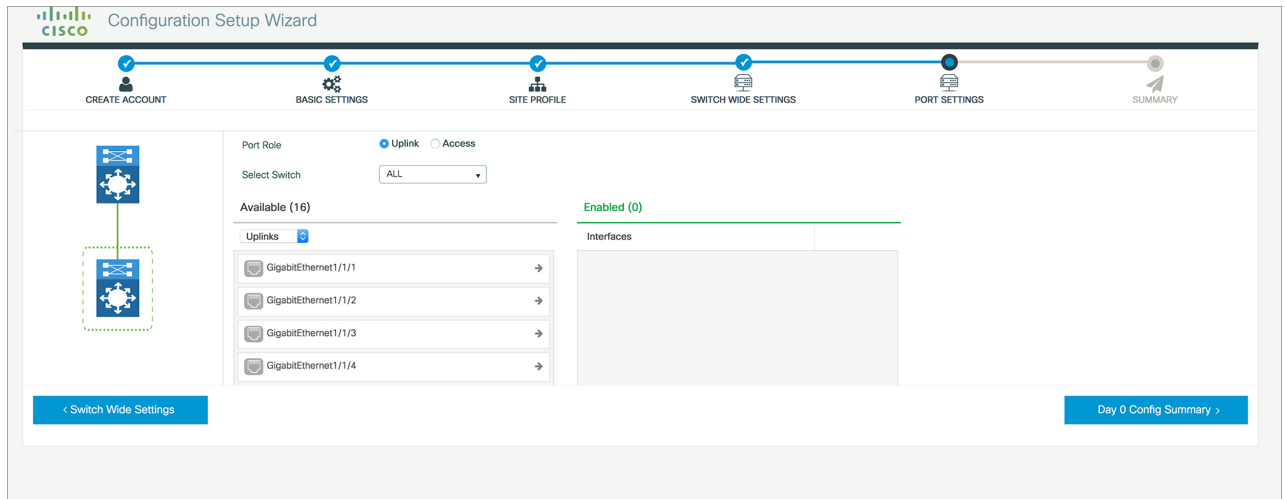 CISCO
Configuration Setup Wizard
CREATE ACCOUNT
BASIC SETTINGS
SITE PROFILE
SWITCH WIDE SETTINGS
PORT SETTINGS
SUMMARY
Port Role
Uplink
Access
Select Switch
ALL
Available (16)
Enabled (0)
Uplinks
Interfaces
GigabitEthernet1/1/1
GigabitEthernet1/1/2
GigabitEthernet1/1/3
GigabitEthernet1/1/4
< Switch Wide Settings
Day 0 Config Summary >